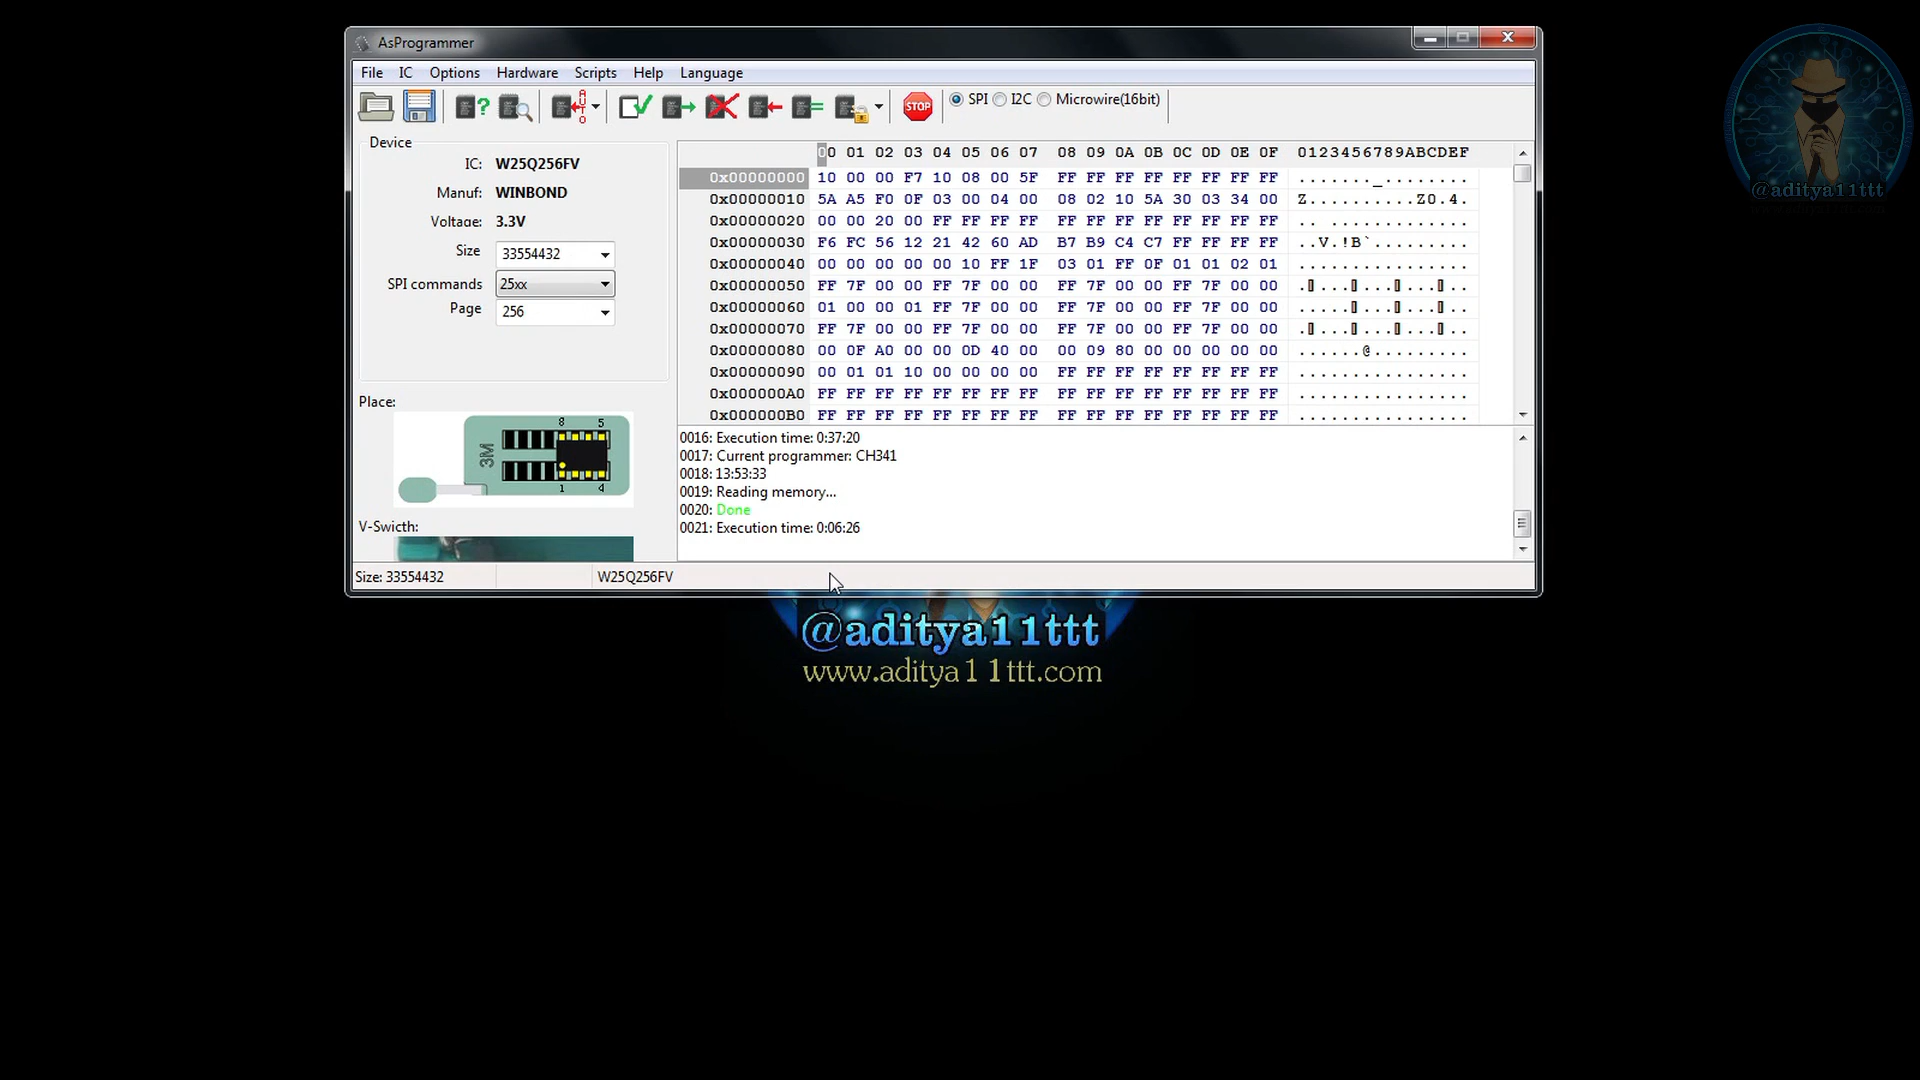 AsProgrammer
File IC Options Hardware Scripts Help Language
AUTO
STOP
SPI I2C Microwire(16bit)
Device
IC: W25Q256FV
Manuf: WINBOND
Voltage: 3.3V
Size 33554432
SPI commands 25xx
Page 256
Place:
8 5
3M
1 4
V-Swicth:
00 01 02 03 04 05 06 07 08 09 0A 0B 0C 0D 0E 0F 0123456789ABCDEF
0x00000000 10 00 00 F7 10 08 00 5F FF FF FF FF FF FF FF FF ......._........
0x00000010 5A A5 F0 0F 03 00 04 00 08 02 10 5A 30 03 34 00 Z..........Z0.4.
0x00000020 00 00 20 00 FF FF FF FF FF FF FF FF FF FF FF FF .. .............
0x00000030 F6 FC 56 12 21 42 60 AD B7 B9 C4 C7 FF FF FF FF ..V.!B`.........
0x00000040 00 00 00 00 00 10 FF 1F 03 01 FF 0F 01 01 02 01 ................
0x00000050 FF 7F 00 00 FF 7F 00 00 FF 7F 00 00 FF 7F 00 00 .▯...▯...▯...▯..
0x00000060 01 00 00 01 FF 7F 00 00 FF 7F 00 00 FF 7F 00 00 .....▯...▯...▯..
0x00000070 FF 7F 00 00 FF 7F 00 00 FF 7F 00 00 FF 7F 00 00 .▯...▯...▯...▯..
0x00000080 00 0F A0 00 00 0D 40 00 00 09 80 00 00 00 00 00 ......@.........
0x00000090 00 01 01 10 00 00 00 00 FF FF FF FF FF FF FF FF ................
0x000000A0 FF FF FF FF FF FF FF FF FF FF FF FF FF FF FF FF ................
0x000000B0 FF FF FF FF FF FF FF FF FF FF FF FF FF FF FF FF ................
0016: Execution time: 0:37:20
0017: Current programmer: CH341
0018: 13:53:33
0019: Reading memory...
0020: Done
0021: Execution time: 0:06:26
Size: 33554432 W25Q256FV
@aditya11ttt
www.aditya11ttt.com
@aditya11ttt
www.aditya11ttt.com